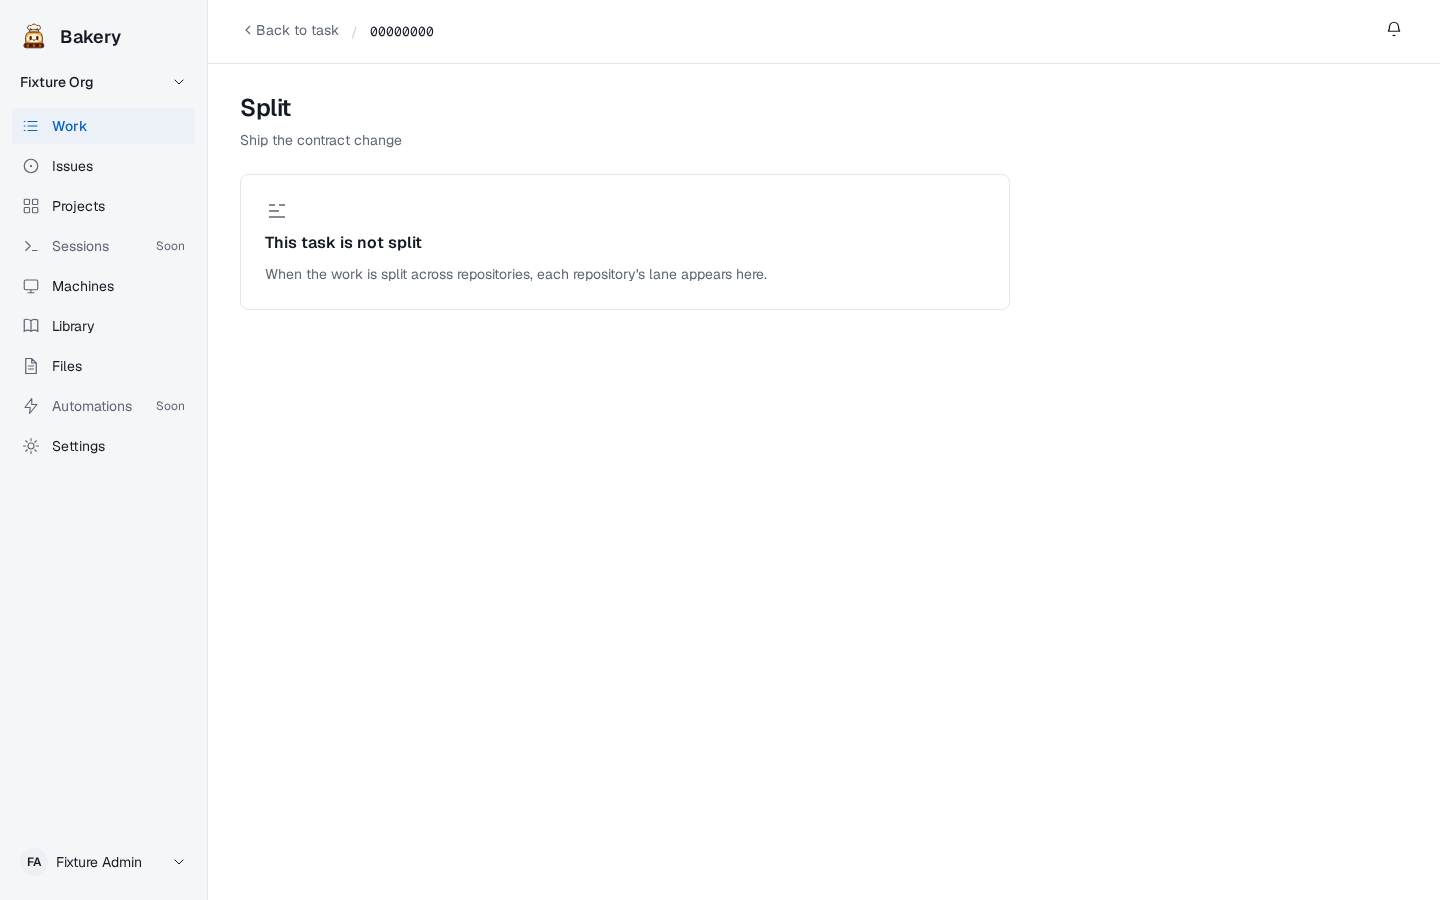 Bakery
Fixture Org
Work
Issues
Projects
Sessions Soon
Machines
Library
Files
Automations Soon
Settings
FA Fixture Admin
Back to task / 00000000
Split
Ship the contract change
This task is not split
When the work is split across repositories, each repository's lane appears here.